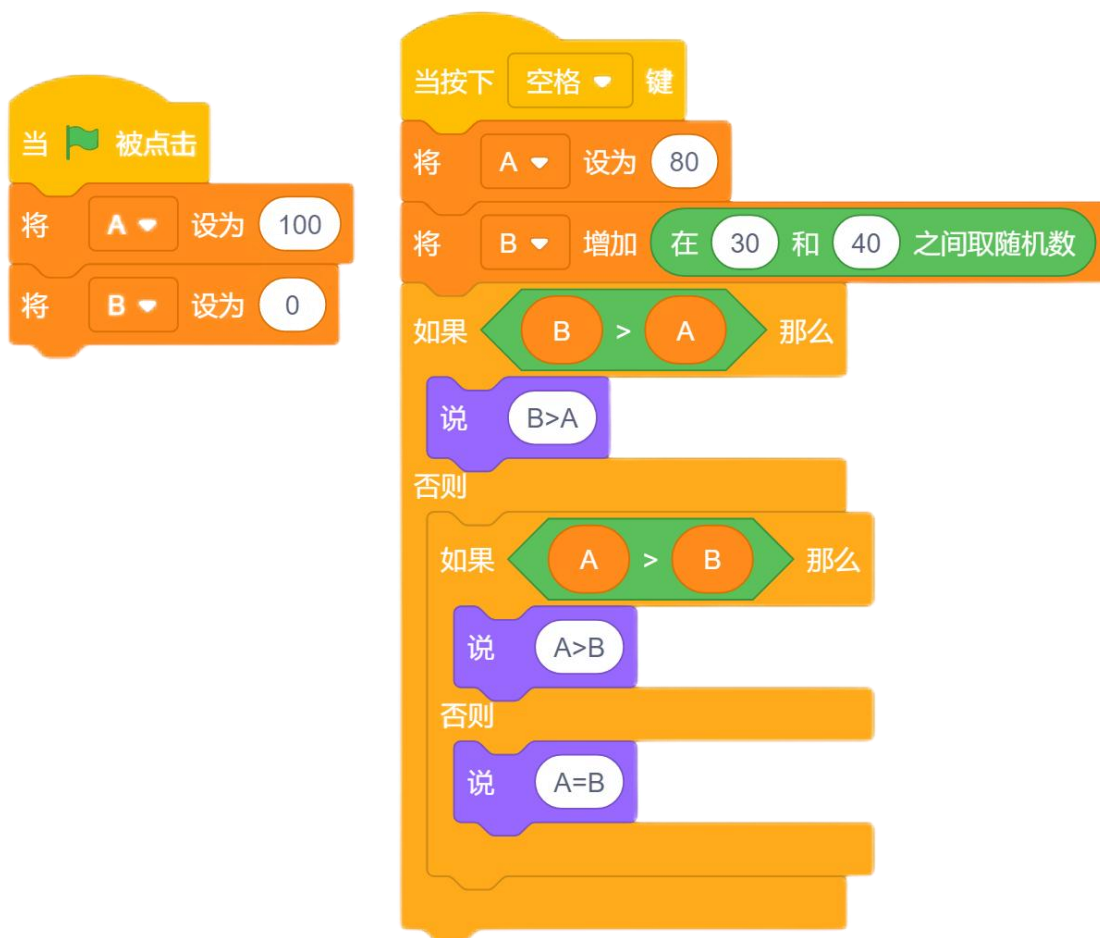 当 被点击
将 A 设为 100
将 B 设为 0
当按下 空格 键
将 A 设为 80
将 B 增加 在 30 和 40 之间取随机数
如果 B > A 那么
说 B>A
否则
如果 A > B 那么
说 A>B
否则
说 A=B